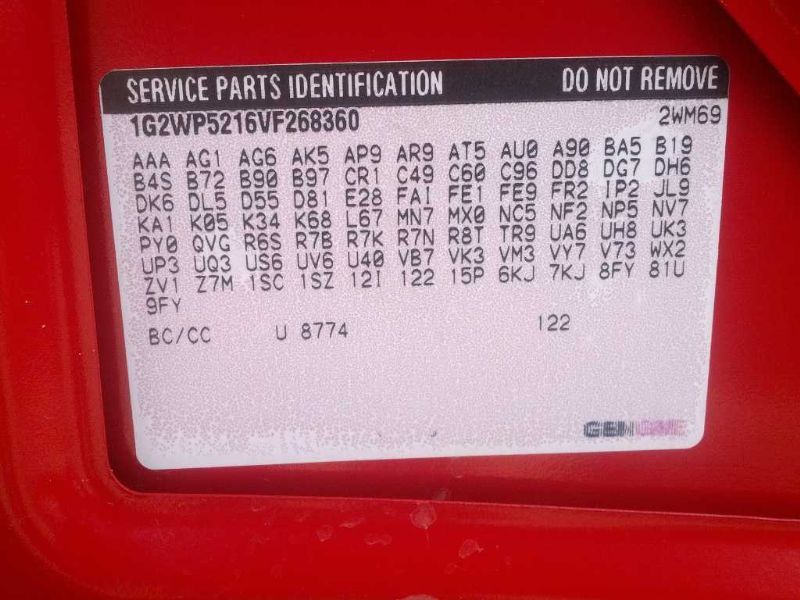 SERVICE PARTS IDENTIFICATION DO NOT REMOVE
1G2WP5216VF268360 2WM69
AAA AG1 AG6 AK5 AP9 AR9 AT5 AU0 A90 BA5 B19
B4S B72 B90 B97 CR1 C49 C60 C96 DD8 DG7 DH6
DK6 DL5 D55 D81 E28 FAI FE1 FE9 FR2 IP2 JL9
KA1 K05 K34 K68 L67 MN7 MX0 NC5 NF2 NP5 NV7
PY0 QVG R6S R7B R7K R7N R8T TR9 UA6 UH8 UK3
UP3 UQ3 US6 UV6 U40 VB7 VK3 VM3 VY7 V73 WX2
ZV1 Z7M 1SC 1SZ 12I 122 15P 6KJ 7KJ 8FY 81U
9FY
BC/CC U 8774 122
GENUINE